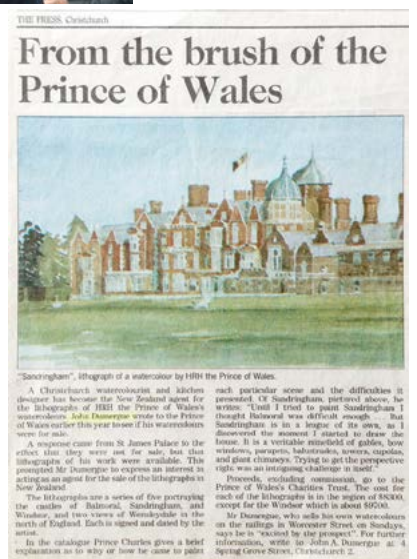 THE PRESS, Christchurch
From the brush of the
Prince of Wales
"Sandringham", lithograph of a watercolour by HRH the Prince of Wales.
A Christchurch watercolourist and kitchen
designer has become the New Zealand agent for
the lithographs of HRH the Prince of Wales's
watercolours. John Dumergue wrote to the Prince
of Wales earlier this year to see if his watercolours
were for sale.
A response came from St James Palace to the
effect that they were not for sale, but that
lithographs of his work were available. This
prompted Mr Dumergue to express an interest in
acting as an agent for the sale of the lithographs in
New Zealand.
The lithographs are a series of five portraying
the castles of Balmoral, Sandringham, and
Windsor, and two views of Wensleydale in the
north of England. Each is signed and dated by the
artist.
In the catalogue Prince Charles gives a brief
explanation as to why or how he came to paint
each particular scene and the difficulties it
presented. Of Sandringham, pictured above, he
writes: "Until I tried to paint Sandringham I
thought Balmoral was difficult enough ... But
Sandringham is in a league of its own, as I
discovered the moment I started to draw the
house. It is a veritable minefield of gables, bow
windows, parapets, balustrades, towers, cupolas,
and giant chimneys. Trying to get the perspective
right was an intriguing challenge in itself."
Proceeds, excluding commission, go to the
Prince of Wales's Charities Trust. The cost for
each of the lithographs is in the region of
except for the Windsor which is about
Mr Dumergue, who sells his own watercolours
on the railings in Worcester Street on Sundays,
says he is "excited by the prospect". For further
information, write to John A. Dumergue at 4
Spring Grove Street, Christchurch 2.